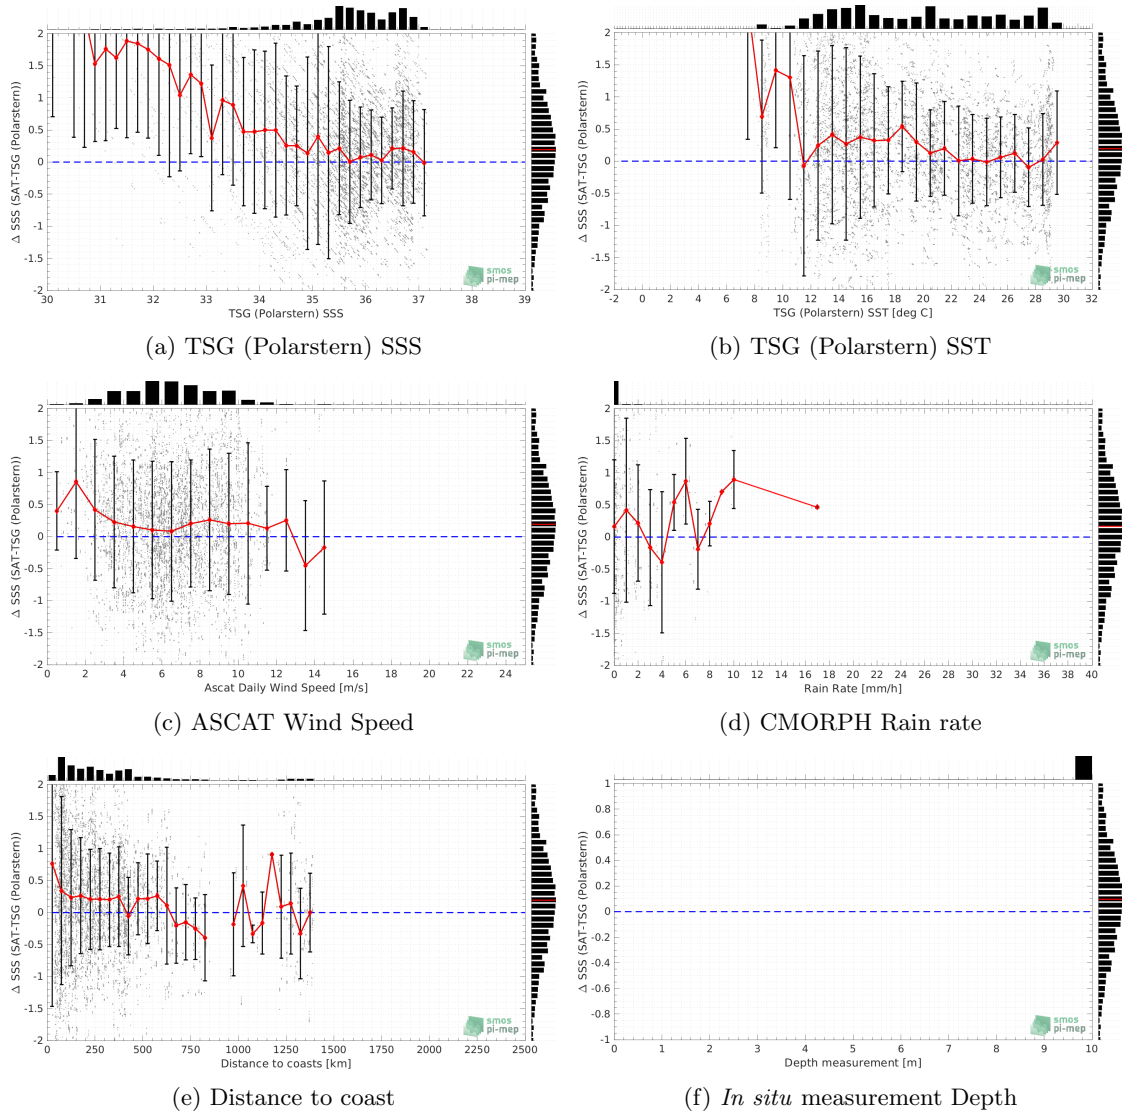 2
1.5
1
0.5
0
-0.5
-1
-1.5
-2
Δ SSS (SAT-TSG (Polarstern))
30 31 32 33 34 35 36 37 38 39
TSG (Polarstern) SSS
smos
pi-mep
(a) TSG (Polarstern) SSS
2
1.5
1
0.5
0
-0.5
-1
-1.5
-2
Δ SSS (SAT-TSG (Polarstern))
-2 0 2 4 6 8 10 12 14 16 18 20 22 24 26 28 30 32
TSG (Polarstern) SST [deg C]
smos
pi-mep
(b) TSG (Polarstern) SST
2
1.5
1
0.5
0
-0.5
-1
-1.5
-2
Δ SSS (SAT-TSG (Polarstern))
0 2 4 6 8 10 12 14 16 18 20 22 24
Ascat Daily Wind Speed [m/s]
smos
pi-mep
(c) ASCAT Wind Speed
2
1.5
1
0.5
0
-0.5
-1
-1.5
-2
Δ SSS (SAT-TSG (Polarstern))
0 2 4 6 8 10 12 14 16 18 20 22 24 26 28 30 32 34 36 38 40
Rain Rate [mm/h]
smos
pi-mep
(d) CMORPH Rain rate
2
1.5
1
0.5
0
-0.5
-1
-1.5
-2
Δ SSS (SAT-TSG (Polarstern))
0 250 500 750 1000 1250 1500 1750 2000 2250 2500
Distance to coasts [km]
smos
pi-mep
(e) Distance to coast
1
0.8
0.6
0.4
0.2
0
-0.2
-0.4
-0.6
-0.8
-1
Δ SSS (SAT-TSG (Polarstern))
0 1 2 3 4 5 6 7 8 9 10
Depth measurement [m]
smos
pi-mep
(f) In situ measurement Depth